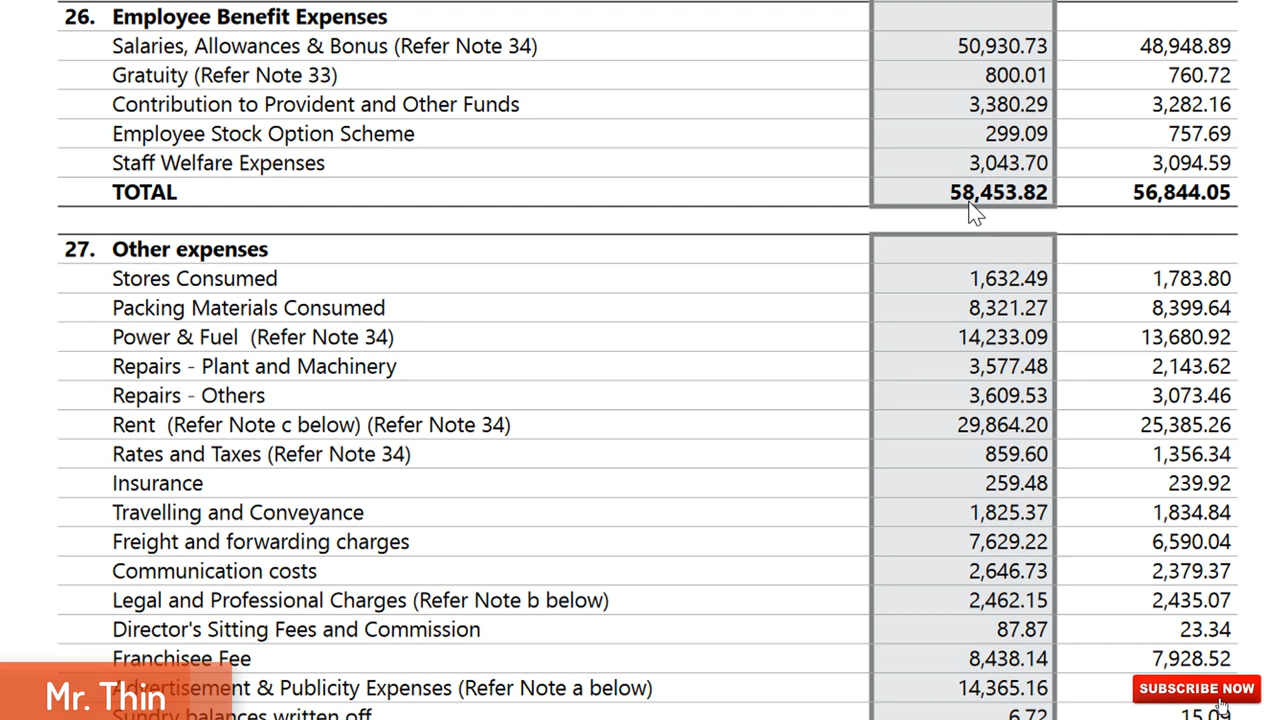 26. Employee Benefit Expenses
Salaries, Allowances & Bonus (Refer Note 34) 50,930.73 48,948.89
Gratuity (Refer Note 33) 800.01 760.72
Contribution to Provident and Other Funds 3,380.29 3,282.16
Employee Stock Option Scheme 299.09 757.69
Staff Welfare Expenses 3,043.70 3,094.59
TOTAL 58,453.82 56,844.05
27. Other expenses
Stores Consumed 1,632.49 1,783.80
Packing Materials Consumed 8,321.27 8,399.64
Power & Fuel (Refer Note 34) 14,233.09 13,680.92
Repairs - Plant and Machinery 3,577.48 2,143.62
Repairs - Others 3,609.53 3,073.46
Rent (Refer Note c below) (Refer Note 34) 29,864.20 25,385.26
Rates and Taxes (Refer Note 34) 859.60 1,356.34
Insurance 259.48 239.92
Travelling and Conveyance 1,825.37 1,834.84
Freight and forwarding charges 7,629.22 6,590.04
Communication costs 2,646.73 2,379.37
Legal and Professional Charges (Refer Note b below) 2,462.15 2,435.07
Director's Sitting Fees and Commission 87.87 23.34
Franchisee Fee 8,438.14 7,928.52
Advertisement & Publicity Expenses (Refer Note a below) 14,365.16
Sundry balances written off 6.72 15.09
Mr. Thin
SUBSCRIBE NOW